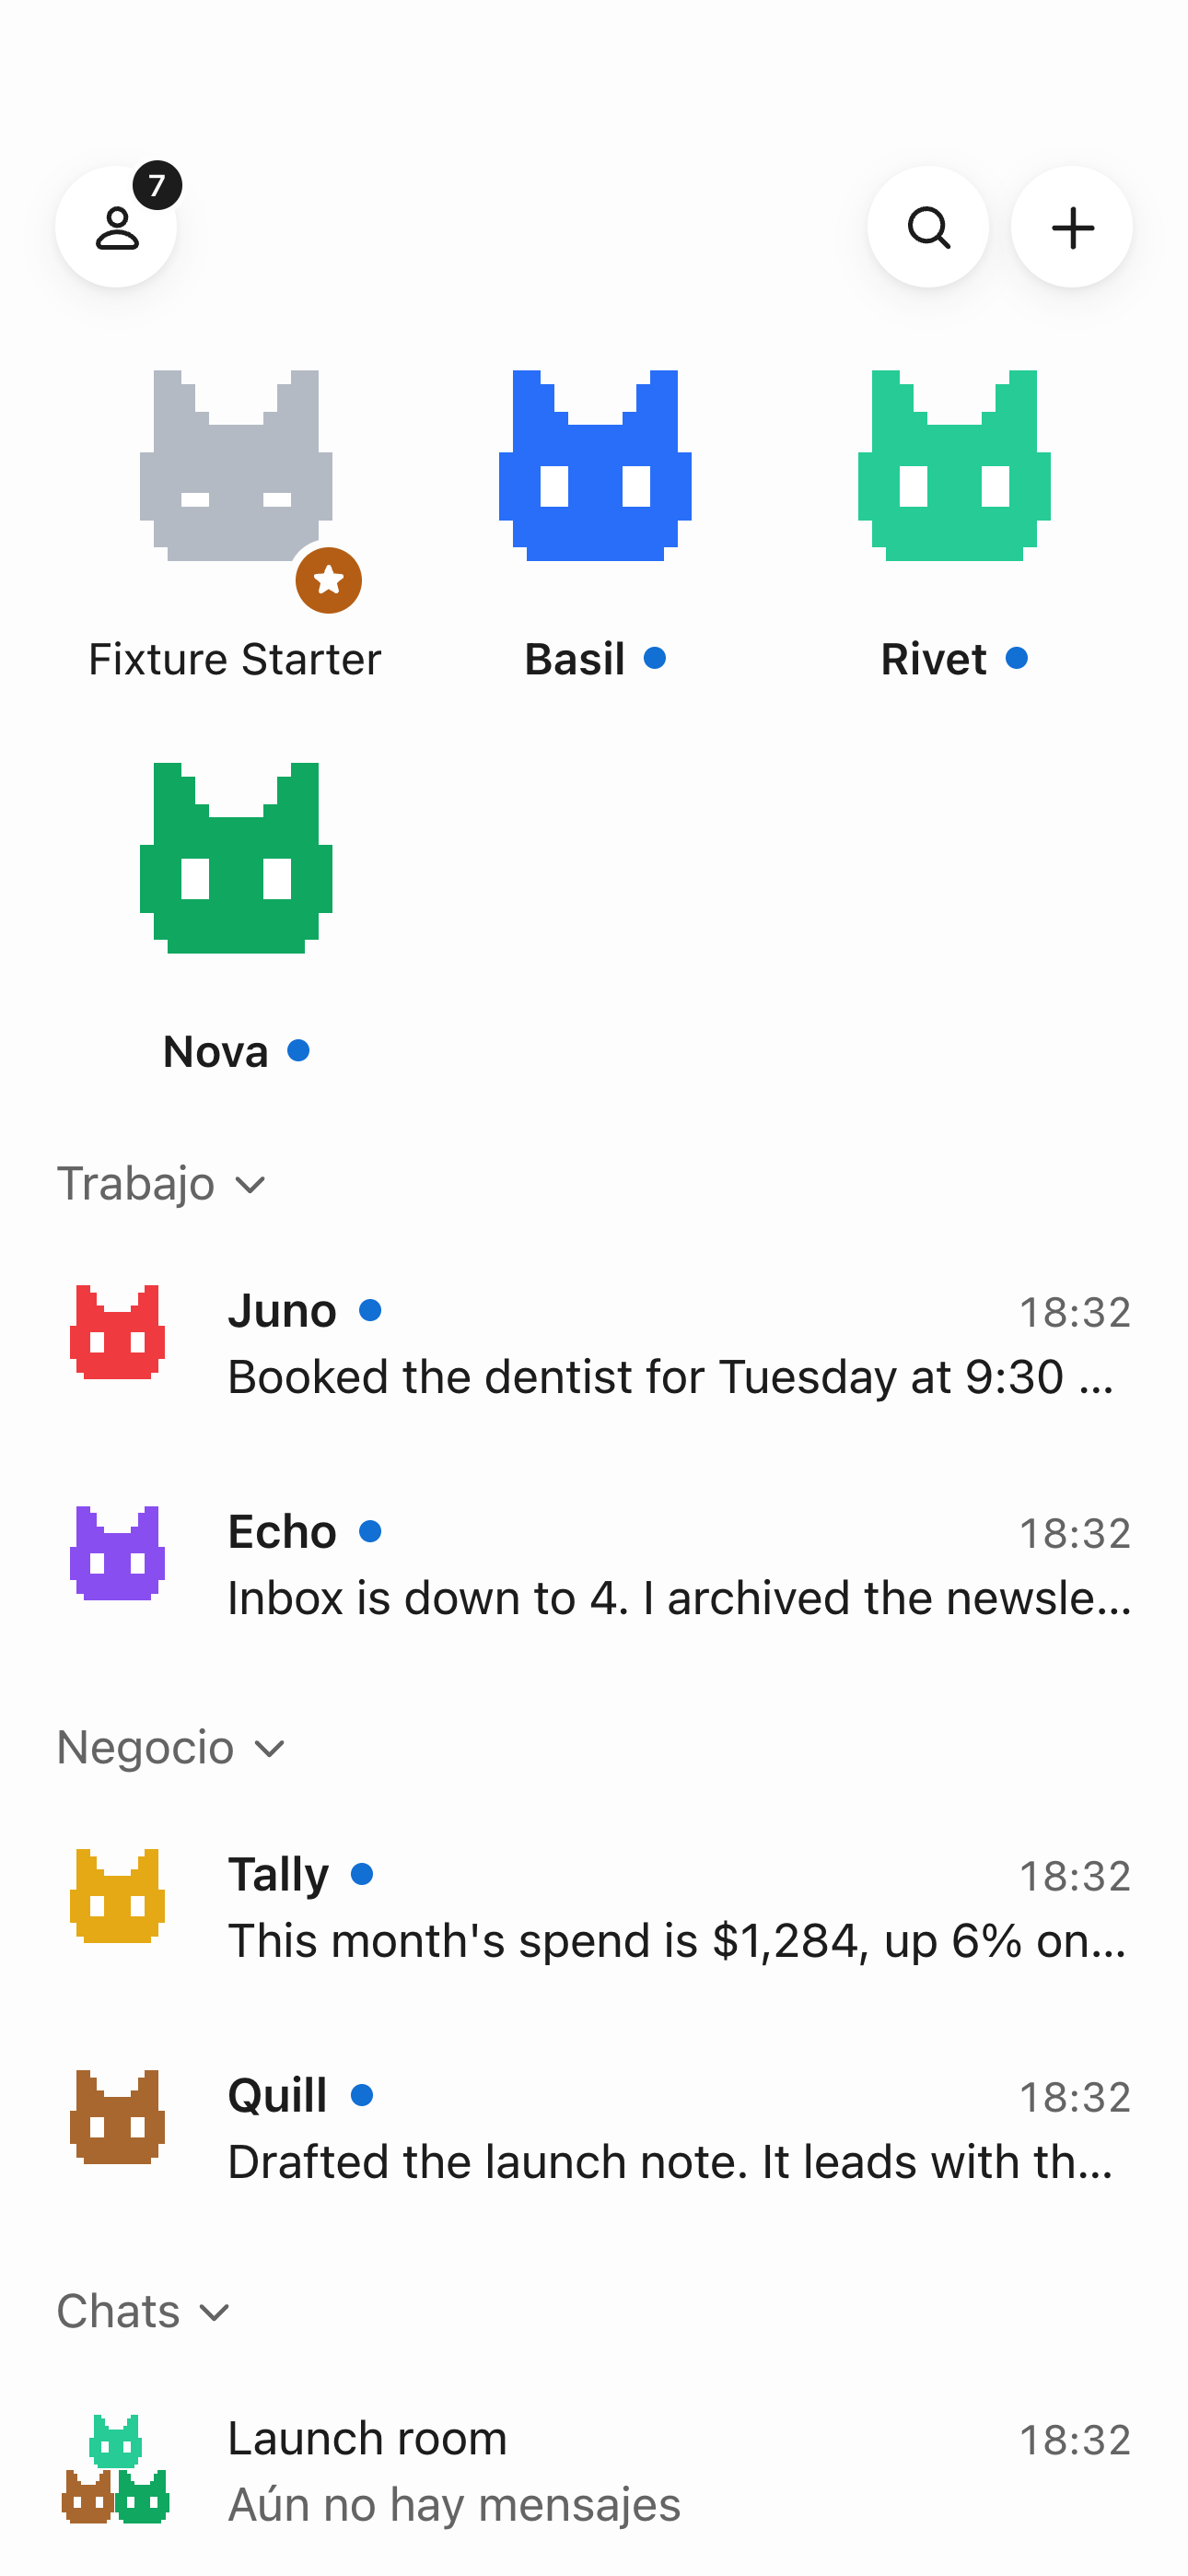 7
Fixture Starter
Basil
Rivet
Nova
Trabajo
Juno
18:32
Booked the dentist for Tuesday at 9:30 ...
Echo
18:32
Inbox is down to 4. I archived the newsle...
Negocio
Tally
18:32
This month's spend is $1,284, up 6% on...
Quill
18:32
Drafted the launch note. It leads with th...
Chats
Launch room
18:32
Aún no hay mensajes